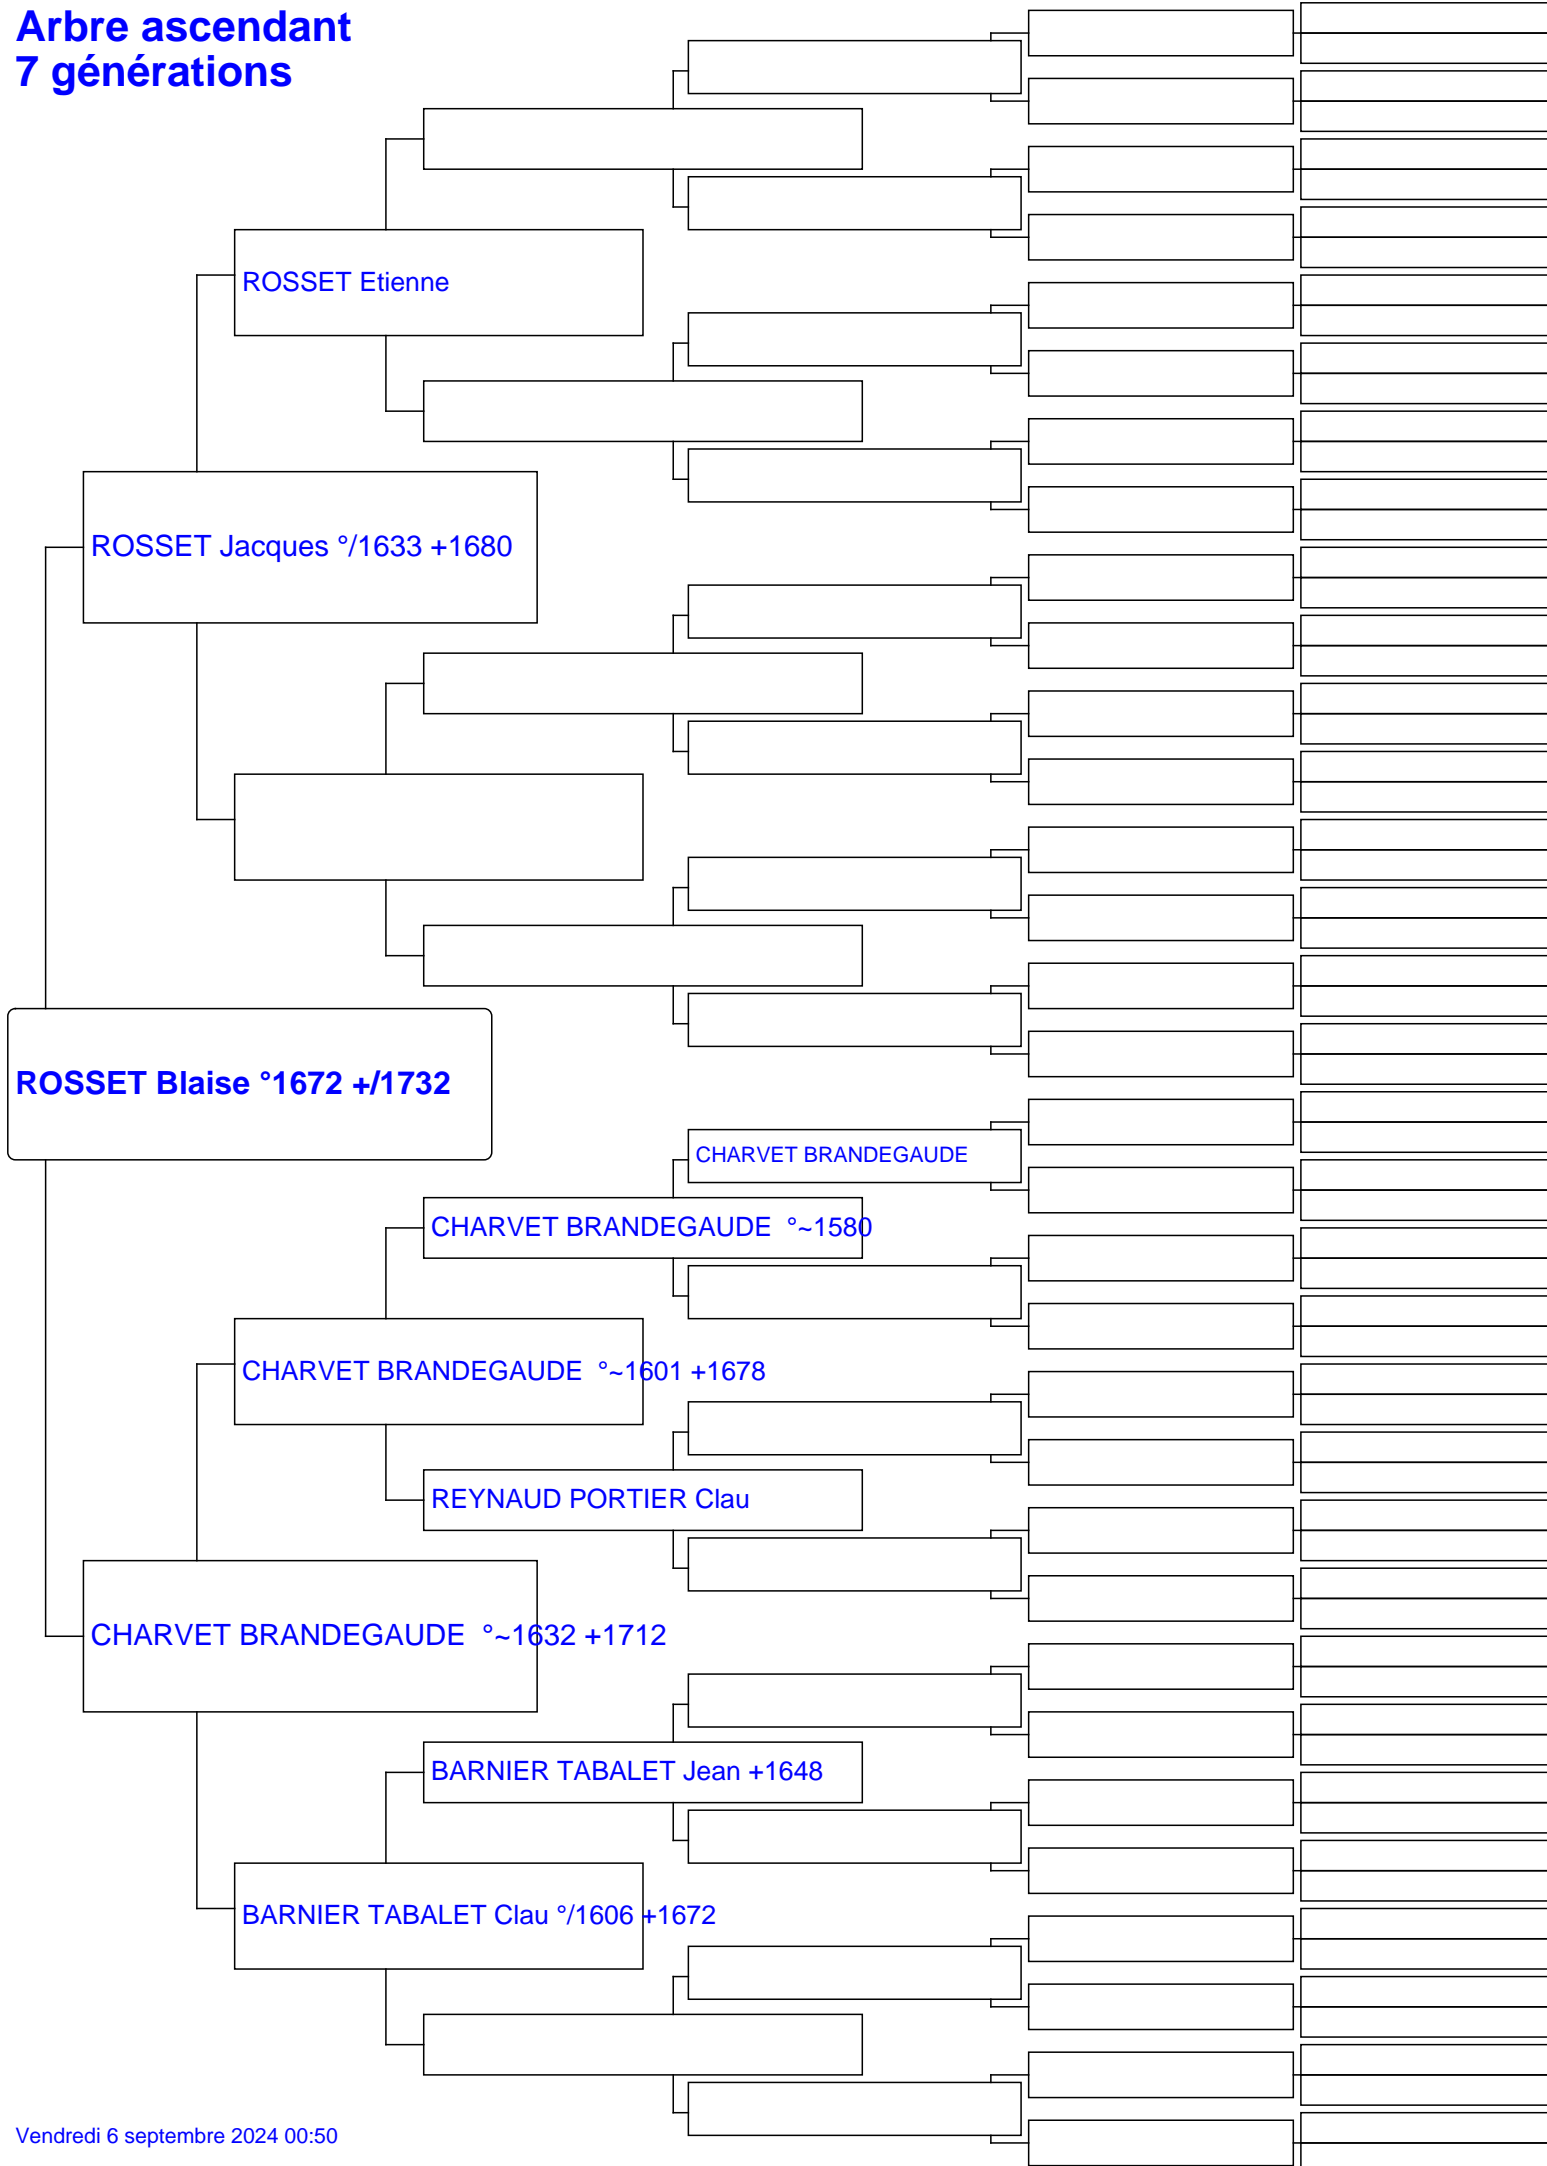 Arbre ascendant
7 générations
ROSSET Etienne
ROSSET Jacques °/1633 +1680
ROSSET Blaise °1672 +/1732
CHARVET BRANDEGAUDE
CHARVET BRANDEGAUDE  °~1580
CHARVET BRANDEGAUDE  °~1601 +1678
REYNAUD PORTIER Clau
CHARVET BRANDEGAUDE  °~1632 +1712
BARNIER TABALET Jean +1648
BARNIER TABALET Clau °/1606 +1672
Vendredi 6 septembre 2024 00:50